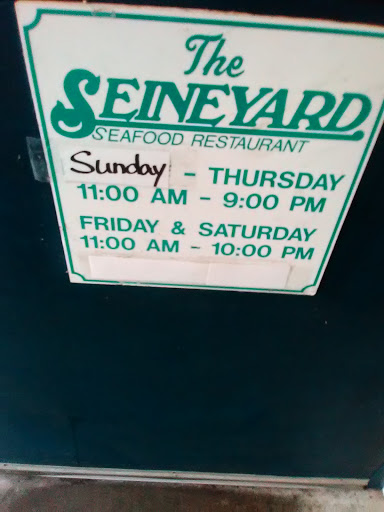 The
SEINEYARD
SEAFOOD RESTAURANT
Sunday - THURSDAY
11:00 AM - 9:00 PM
FRIDAY & SATURDAY
11:00 AM - 10:00 PM